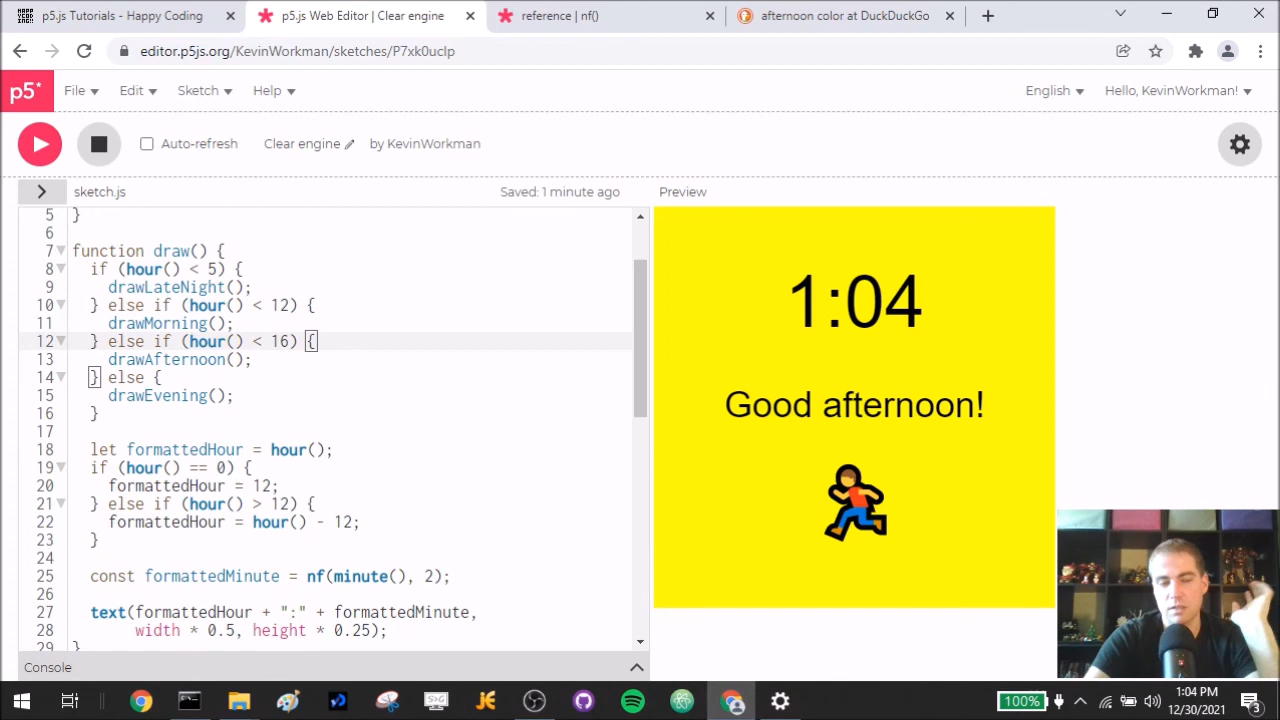 p5.js Tutorials - Happy Coding
p5.js Web Editor | Clear engine
reference | nf()
afternoon color at DuckDuckGo
editor.p5js.org/KevinWorkman/sketches/P7xk0uclp
p5*
File
Edit
Sketch
Help
English
Hello, KevinWorkman!
Auto-refresh
Clear engine
by KevinWorkman
sketch.js
Saved: 1 minute ago
Preview
5 }
6
7 function draw() {
8 if (hour() < 5) {
9 drawLateNight();
10 } else if (hour() < 12) {
11 drawMorning();
12 } else if (hour() < 16) {
13 drawAfternoon();
14 } else {
15 drawEvening();
16 }
17
18 let formattedHour = hour();
19 if (hour() == 0) {
20 formattedHour = 12;
21 } else if (hour() > 12) {
22 formattedHour = hour() - 12;
23 }
24
25 const formattedMinute = nf(minute(), 2);
26
27 text(formattedHour + ":" + formattedMinute,
28 width * 0.5, height * 0.25);
29 }
1:04
Good afternoon!
Console
100%
1:04 PM
12/30/2021
3